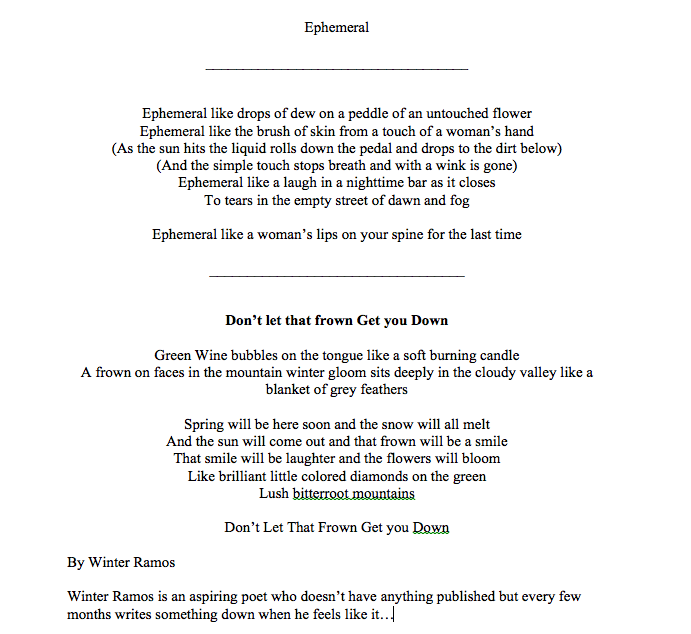 Ephemeral
Ephemeral like drops of dew on a peddle of an untouched flower
Ephemeral like the brush of skin from a touch of a woman’s hand
(As the sun hits the liquid rolls down the pedal and drops to the dirt below)
(And the simple touch stops breath and with a wink is gone)
Ephemeral like a laugh in a nighttime bar as it closes
To tears in the empty street of dawn and fog
Ephemeral like a woman’s lips on your spine for the last time
Don’t let that frown Get you Down
Green Wine bubbles on the tongue like a soft burning candle
A frown on faces in the mountain winter gloom sits deeply in the cloudy valley like a
blanket of grey feathers
Spring will be here soon and the snow will all melt
And the sun will come out and that frown will be a smile
That smile will be laughter and the flowers will bloom
Like brilliant little colored diamonds on the green
Lush bitterroot mountains
Don’t Let That Frown Get you Down
By Winter Ramos
Winter Ramos is an aspiring poet who doesn’t have anything published but every few
months writes something down when he feels like it…